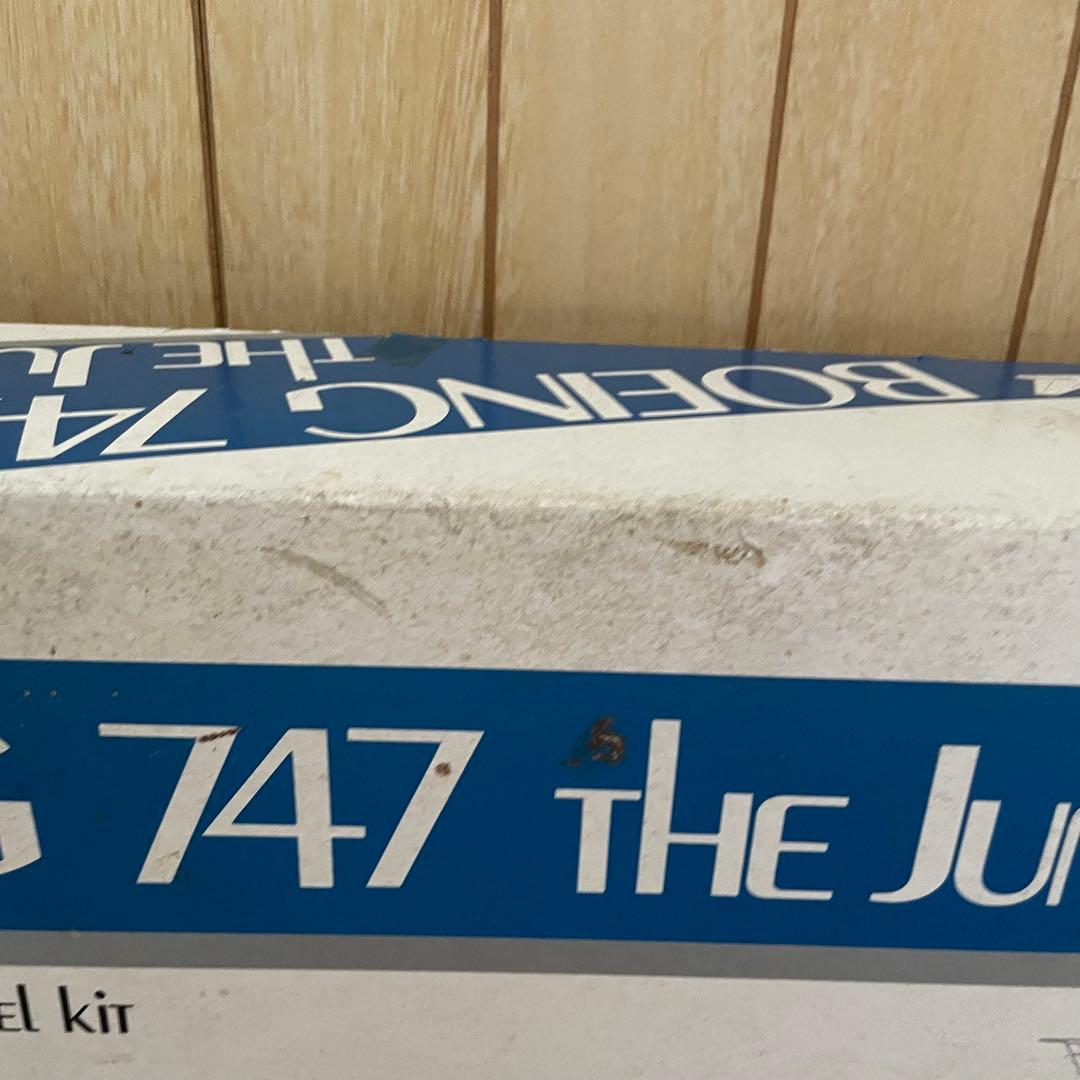 THE JU
BOEING 74
G 747 THE JU
EL kit